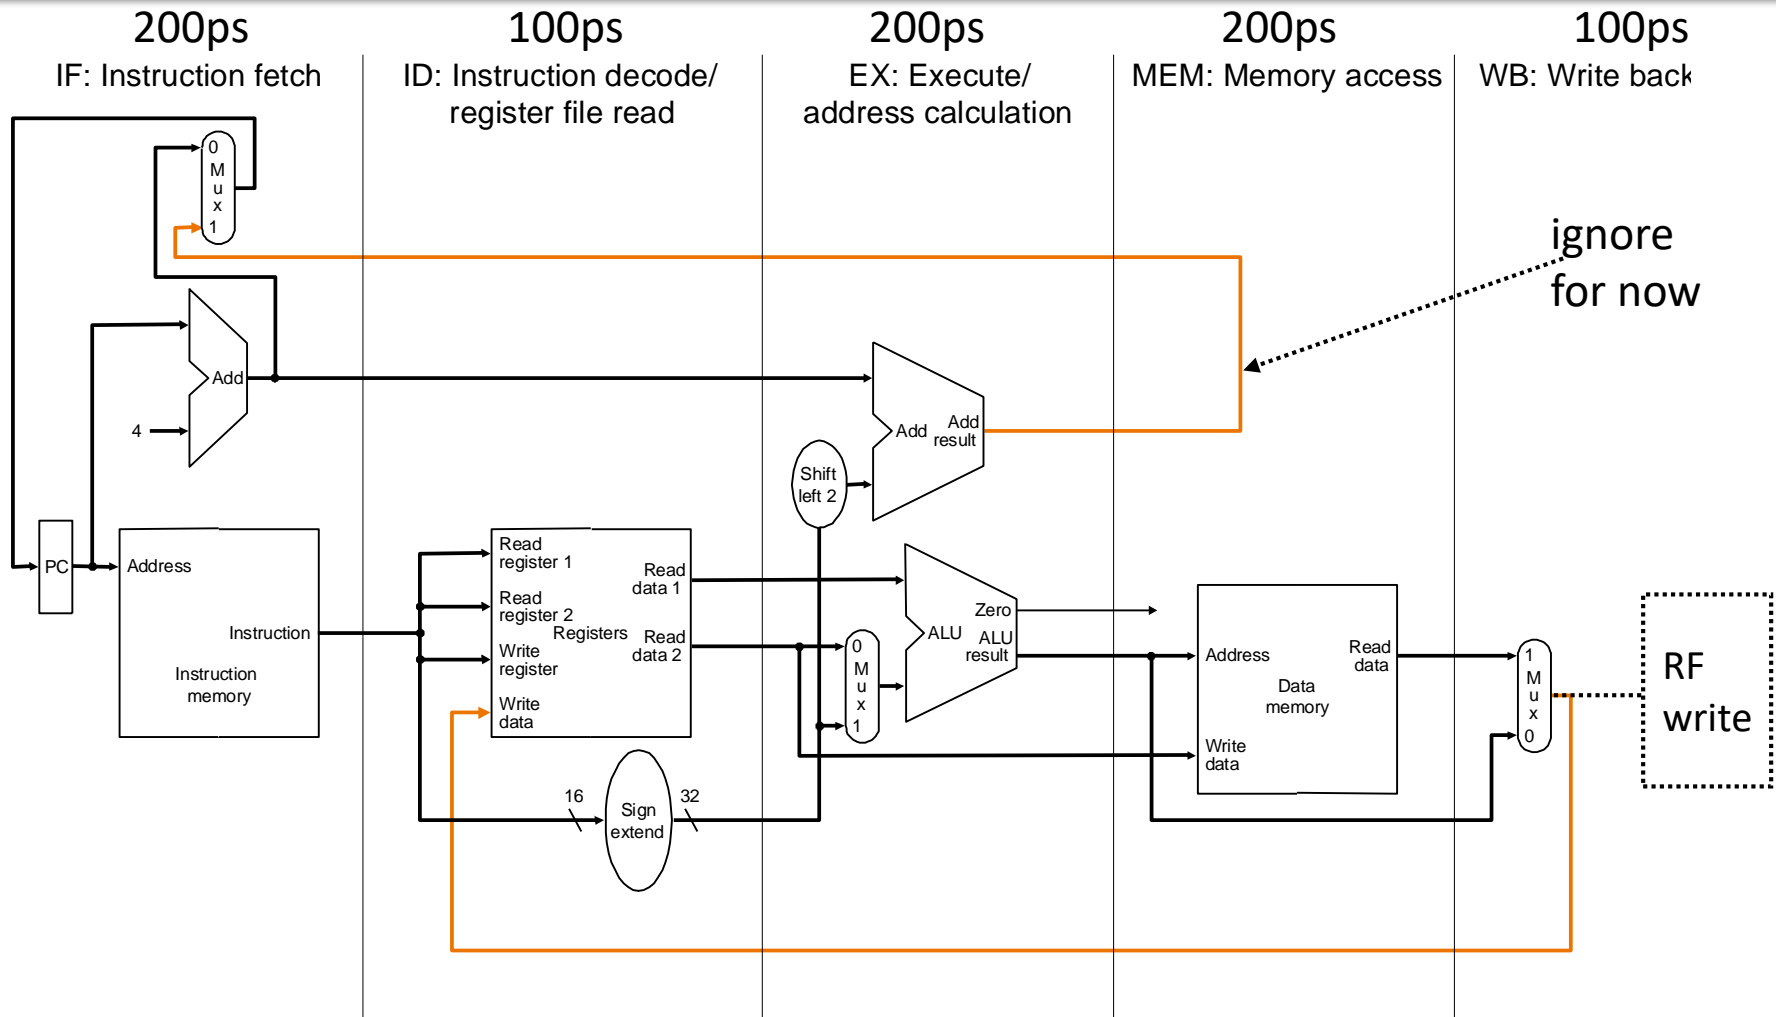 200ps
100ps
200ps
200ps
100ps
IF: Instruction fetch
ID: Instruction decode/
register file read
EX: Execute/
address calculation
MEM: Memory access
WB: Write back
0
M
u
x
1
ignore
for now
Add
4
Add
Add
result
Shift
left 2
PC
Address
Instruction
Instruction
memory
Read
register 1
Read
register 2
Write
register
Write
data
Registers
Read
data 1
Read
data 2
0
M
u
x
1
Zero
ALU
ALU
result
Address
Read
data
Data
memory
Write
data
1
M
u
x
0
RF
write
16
Sign
extend
32